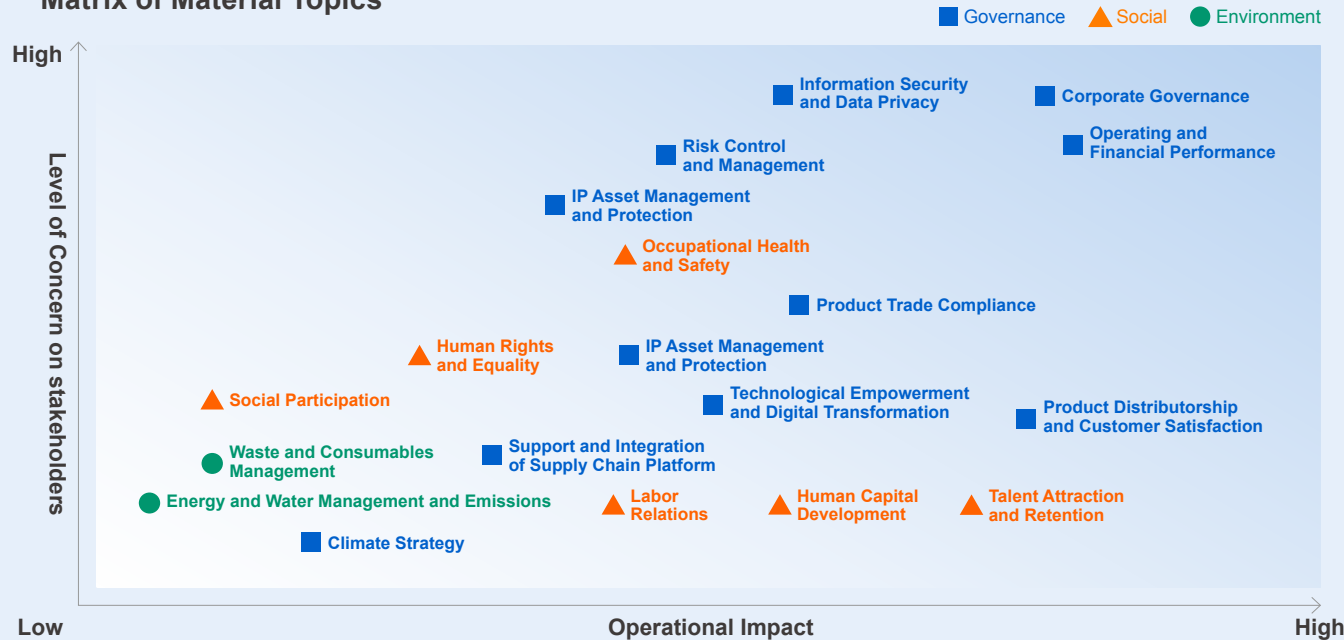 Matrix of Material Topics
Governance
Social
Environment
High
Level of Concern on stakeholders
Information Security
and Data Privacy
Corporate Governance
Operating and
Financial Performance
Risk Control
and Management
IP Asset Management
and Protection
Occupational Health
and Safety
Product Trade Compliance
Human Rights
and Equality
IP Asset Management
and Protection
Social Participation
Technological Empowerment
and Digital Transformation
Product Distributorship
and Customer Satisfaction
Waste and Consumables
Management
Support and Integration
of Supply Chain Platform
Energy and Water Management and Emissions
Labor
Relations
Human Capital
Development
Talent Attraction
and Retention
Climate Strategy
Low
Operational Impact
High